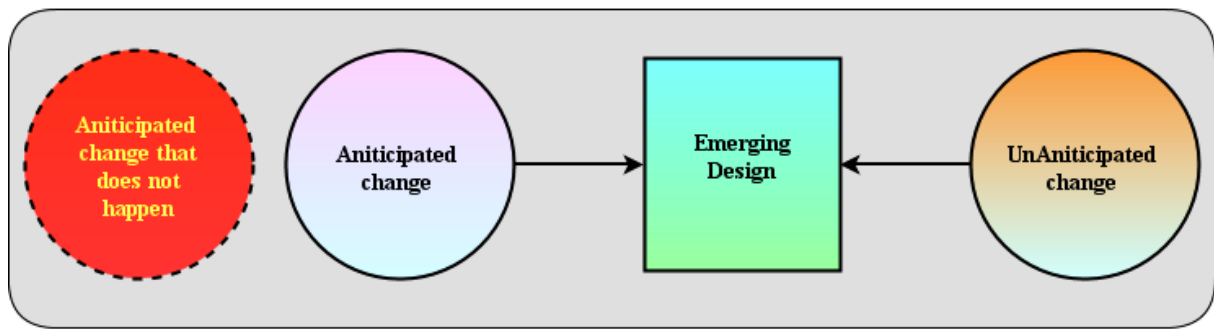 Aniticipated
change that
does not
happen
Aniticipated
change
Emerging
Design
UnAniticipated
change